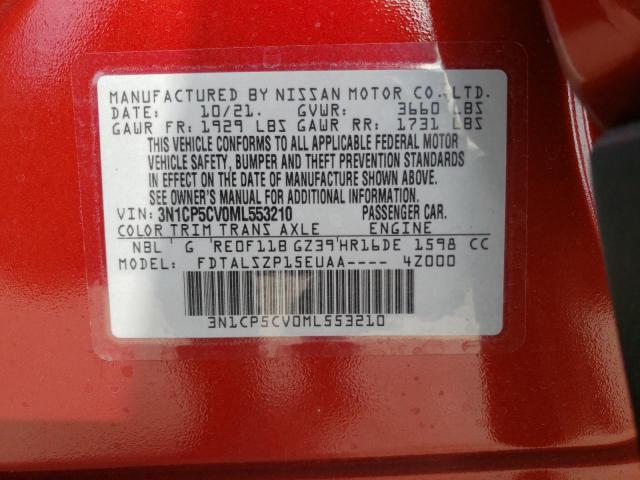 MANUFACTURED BY NISSAN MOTOR CO., LTD.
DATE: 10/21. GVWR: 3660 LBS
GAWR FR: 1929 LBS GAWR RR: 1731 LBS
THIS VEHICLE CONFORMS TO ALL APPLICABLE FEDERAL MOTOR
VEHICLE SAFETY, BUMPER AND THEFT PREVENTION STANDARDS
IN EFFECT ON THE DATE OF MANUFACTURE SHOWN ABOVE.
SEE OWNER'S MANUAL FOR ADDITIONAL INFORMATION.
VIN: 3N1CP5CV0ML553210 PASSENGER CAR.
COLOR TRIM TRANS AXLE ENGINE
NBL G RE0F11B GZ39 HR16DE 1598 CC
MODEL: FDTALSZP15EUAA---- 4Z000
3N1CP5CV0ML553210